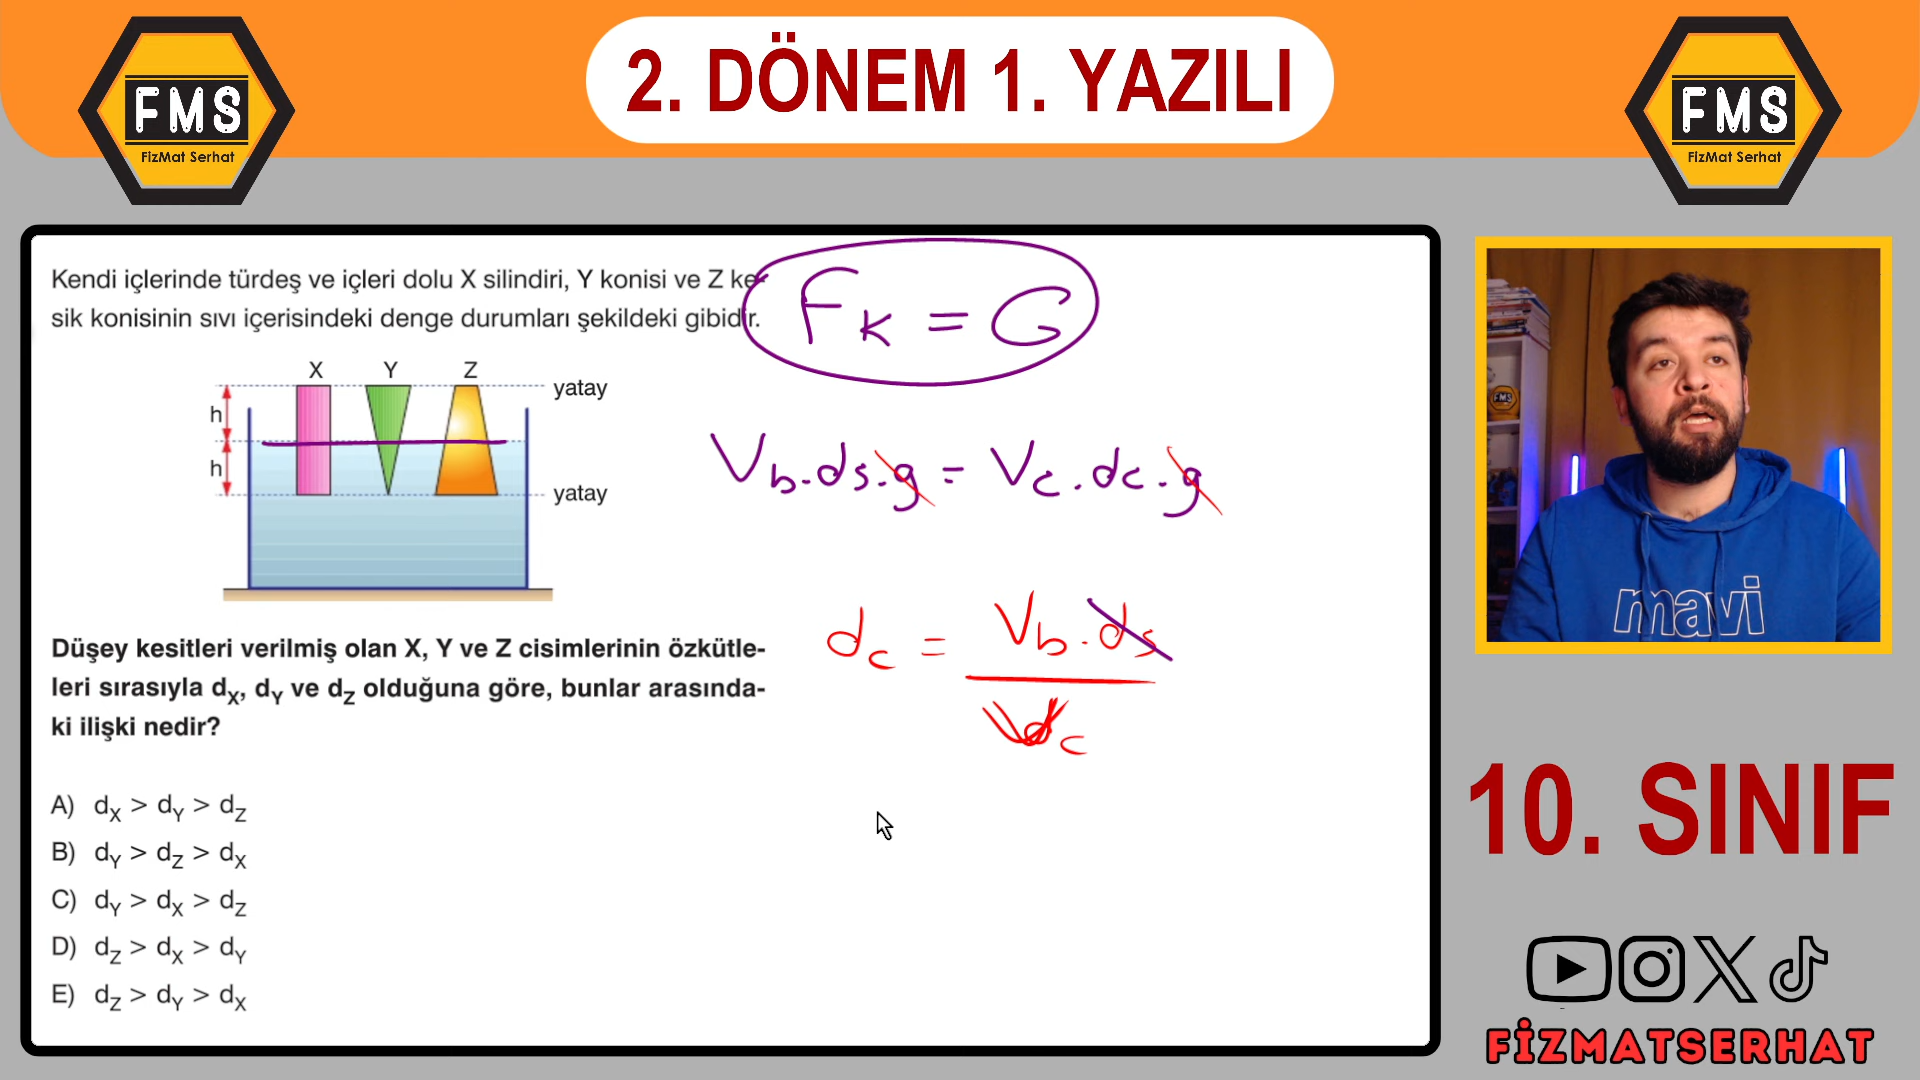 2. DÖNEM 1. YAZILI
FMS
FizMat Serhat
FMS
FizMat Serhat
Kendi içlerinde türdeş ve içleri dolu X silindiri, Y konisi ve Z ke-
sik konisinin sıvı içerisindeki denge durumları şekildeki gibidir.
X Y Z
yatay
h
h
yatay
Düşey kesitleri verilmiş olan X, Y ve Z cisimlerinin özkütle-
leri sırasıyla dX, dY ve dZ olduğuna göre, bunlar arasında-
ki ilişki nedir?
A) dX > dY > dZ
B) dY > dZ > dX
C) dY > dX > dZ
D) dZ > dX > dY
E) dZ > dY > dX
FK = G
Vb.ds.g = Vc.dc.g
dc = Vb.ds
FMS
mavi
10. SINIF
FİZMATSERHAT